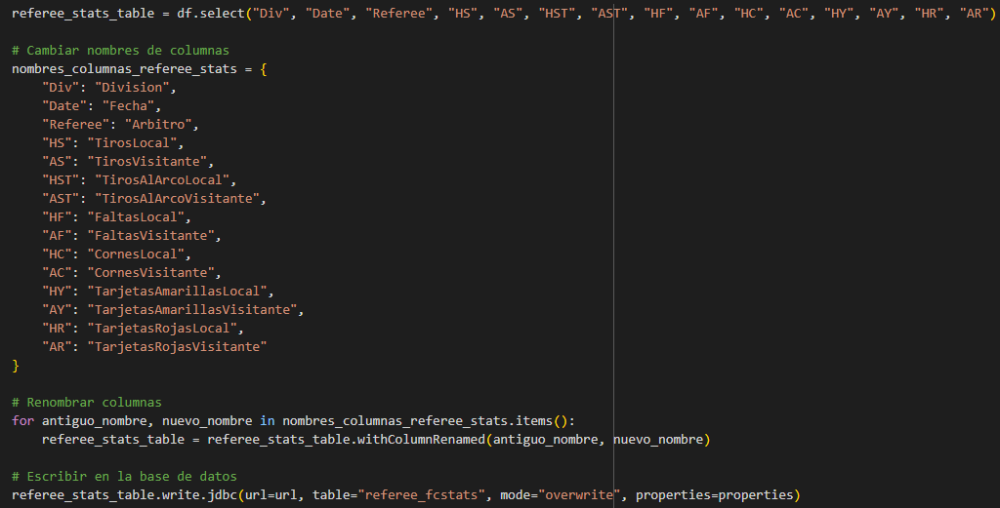 referee_stats_table = df.select("Div", "Date", "Referee", "HS", "AS", "HST", "AST", "HF", "AF", "HC", "AC", "HY", "AY", "HR", "AR")
# Cambiar nombres de columnas
nombres_columnas_referee_stats = {
    "Div": "Division",
    "Date": "Fecha",
    "Referee": "Arbitro",
    "HS": "TirosLocal",
    "AS": "TirosVisitante",
    "HST": "TirosAlArcoLocal",
    "AST": "TirosAlArcoVisitante",
    "HF": "FaltasLocal",
    "AF": "FaltasVisitante",
    "HC": "CornesLocal",
    "AC": "CornesVisitante",
    "HY": "TarjetasAmarillasLocal",
    "AY": "TarjetasAmarillasVisitante",
    "HR": "TarjetasRojasLocal",
    "AR": "TarjetasRojasVisitante"
}
# Renombrar columnas
for antiguo_nombre, nuevo_nombre in nombres_columnas_referee_stats.items():
    referee_stats_table = referee_stats_table.withColumnRenamed(antiguo_nombre, nuevo_nombre)
# Escribir en la base de datos
referee_stats_table.write.jdbc(url=url, table="referee_fcstats", mode="overwrite", properties=properties)